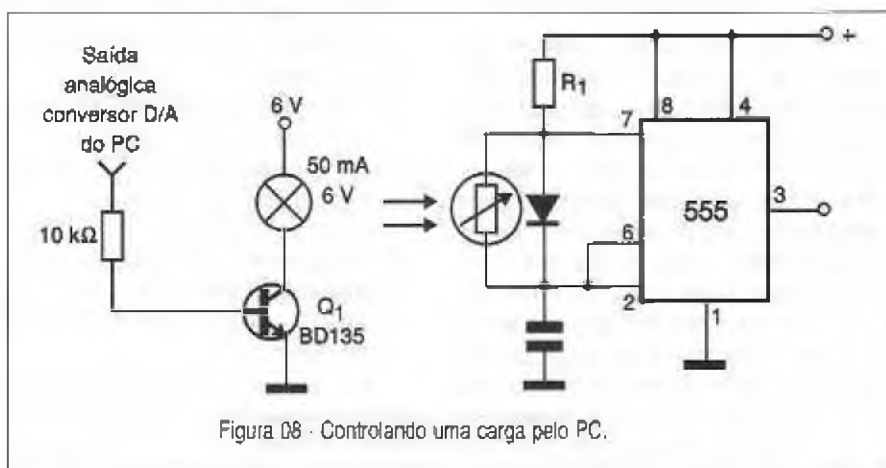 Saída
analógica
conversor D/A
do PC
10 kΩ
6 V
50 mA
6 V
Q1
BD135
R1
7
8
4
6
2
555
3
1
+
Figura 08 - Controlando uma carga pelo PC.